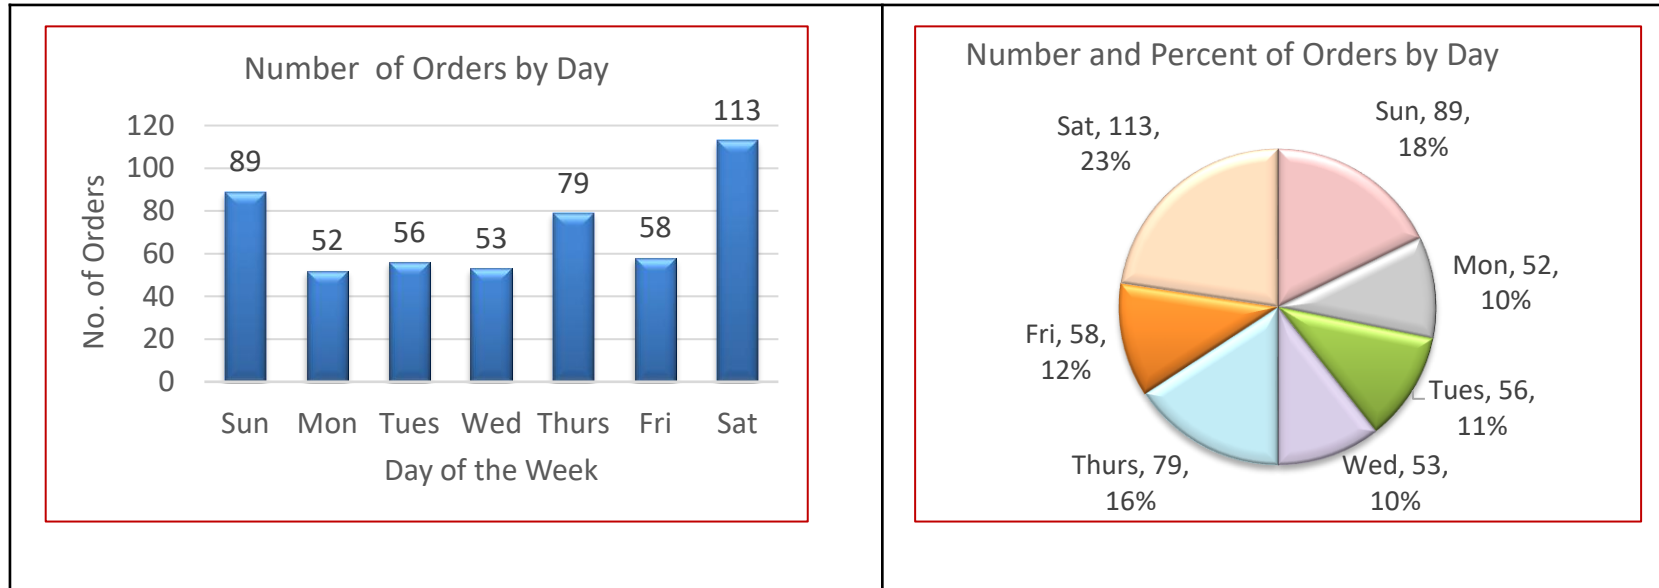 Number  of Orders by Day
120
100
80
60
40
20
0
No. of Orders
89
52
56
53
79
58
113
Sun
Mon
Tues
Wed
Thurs
Fri
Sat
Day of the Week
Number and Percent of Orders by Day
Sun, 89,
18%
Mon, 52,
10%
Tues, 56,
11%
Wed, 53,
10%
Thurs, 79,
16%
Fri, 58,
12%
Sat, 113,
23%